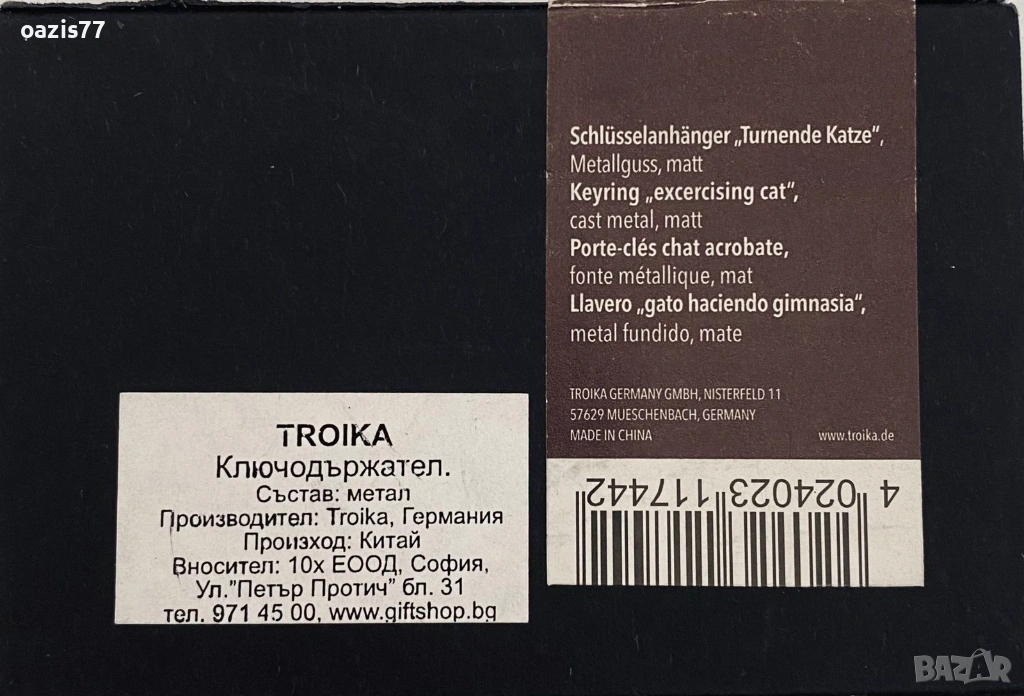 oazis77
Schlüsselanhänger „Turnende Katze“,
Metallguss, matt
Keyring „excercising cat“,
cast metal, matt
Porte-clés chat acrobate,
fonte métallique, mat
Llavero „gato haciendo gimnasia“,
metal fundido, mate
TROIKA GERMANY GMBH, NISTERFELD 11
57629 MUESCHENBACH, GERMANY
MADE IN CHINA
www.troika.de
4 024023 117442
TROIKA
Ключодържател.
Състав: метал
Производител: Troika, Германия
Произход: Китай
Вносител: 10x ЕООД, София,
Ул."Петър Протич" бл. 31
тел. 971 45 00, www.giftshop.bg
BAZAR